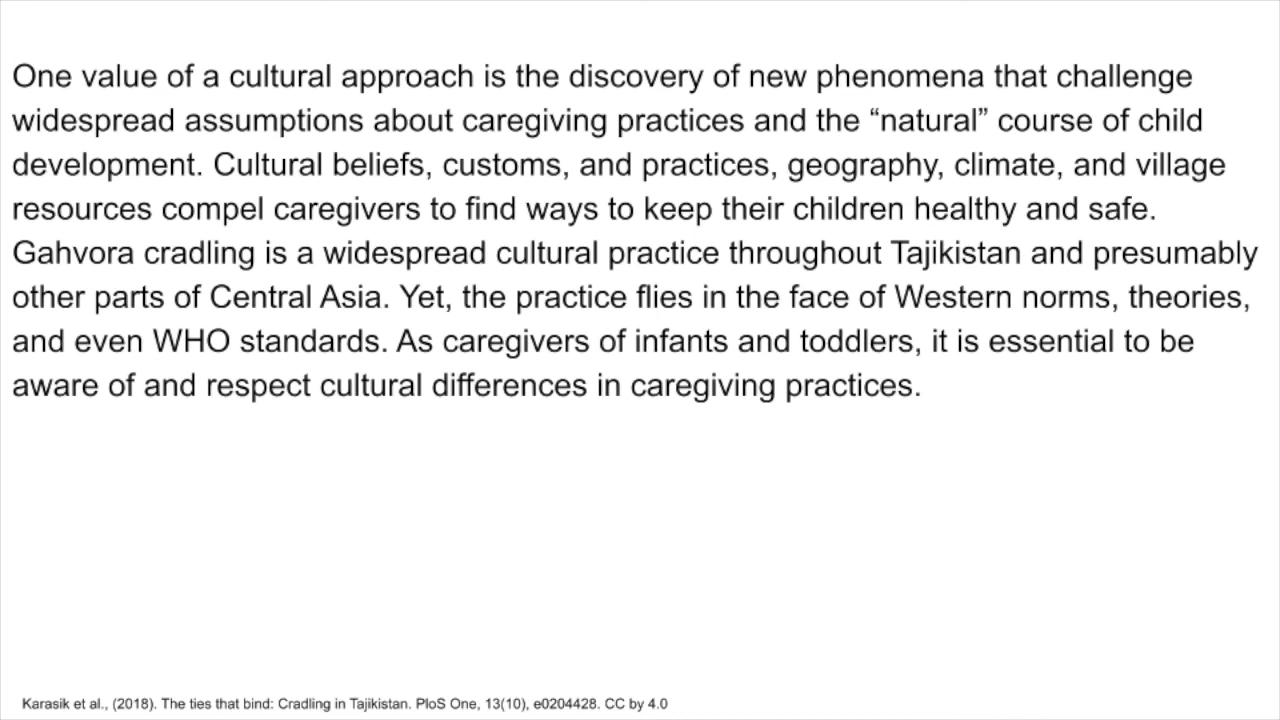 One value of a cultural approach is the discovery of new phenomena that challenge
widespread assumptions about caregiving practices and the “natural” course of child
development. Cultural beliefs, customs, and practices, geography, climate, and village
resources compel caregivers to find ways to keep their children healthy and safe.
Gahvora cradling is a widespread cultural practice throughout Tajikistan and presumably
other parts of Central Asia. Yet, the practice flies in the face of Western norms, theories,
and even WHO standards. As caregivers of infants and toddlers, it is essential to be
aware of and respect cultural differences in caregiving practices.
Karasik et al., (2018). The ties that bind: Cradling in Tajikistan. PloS One, 13(10), e0204428. CC by 4.0